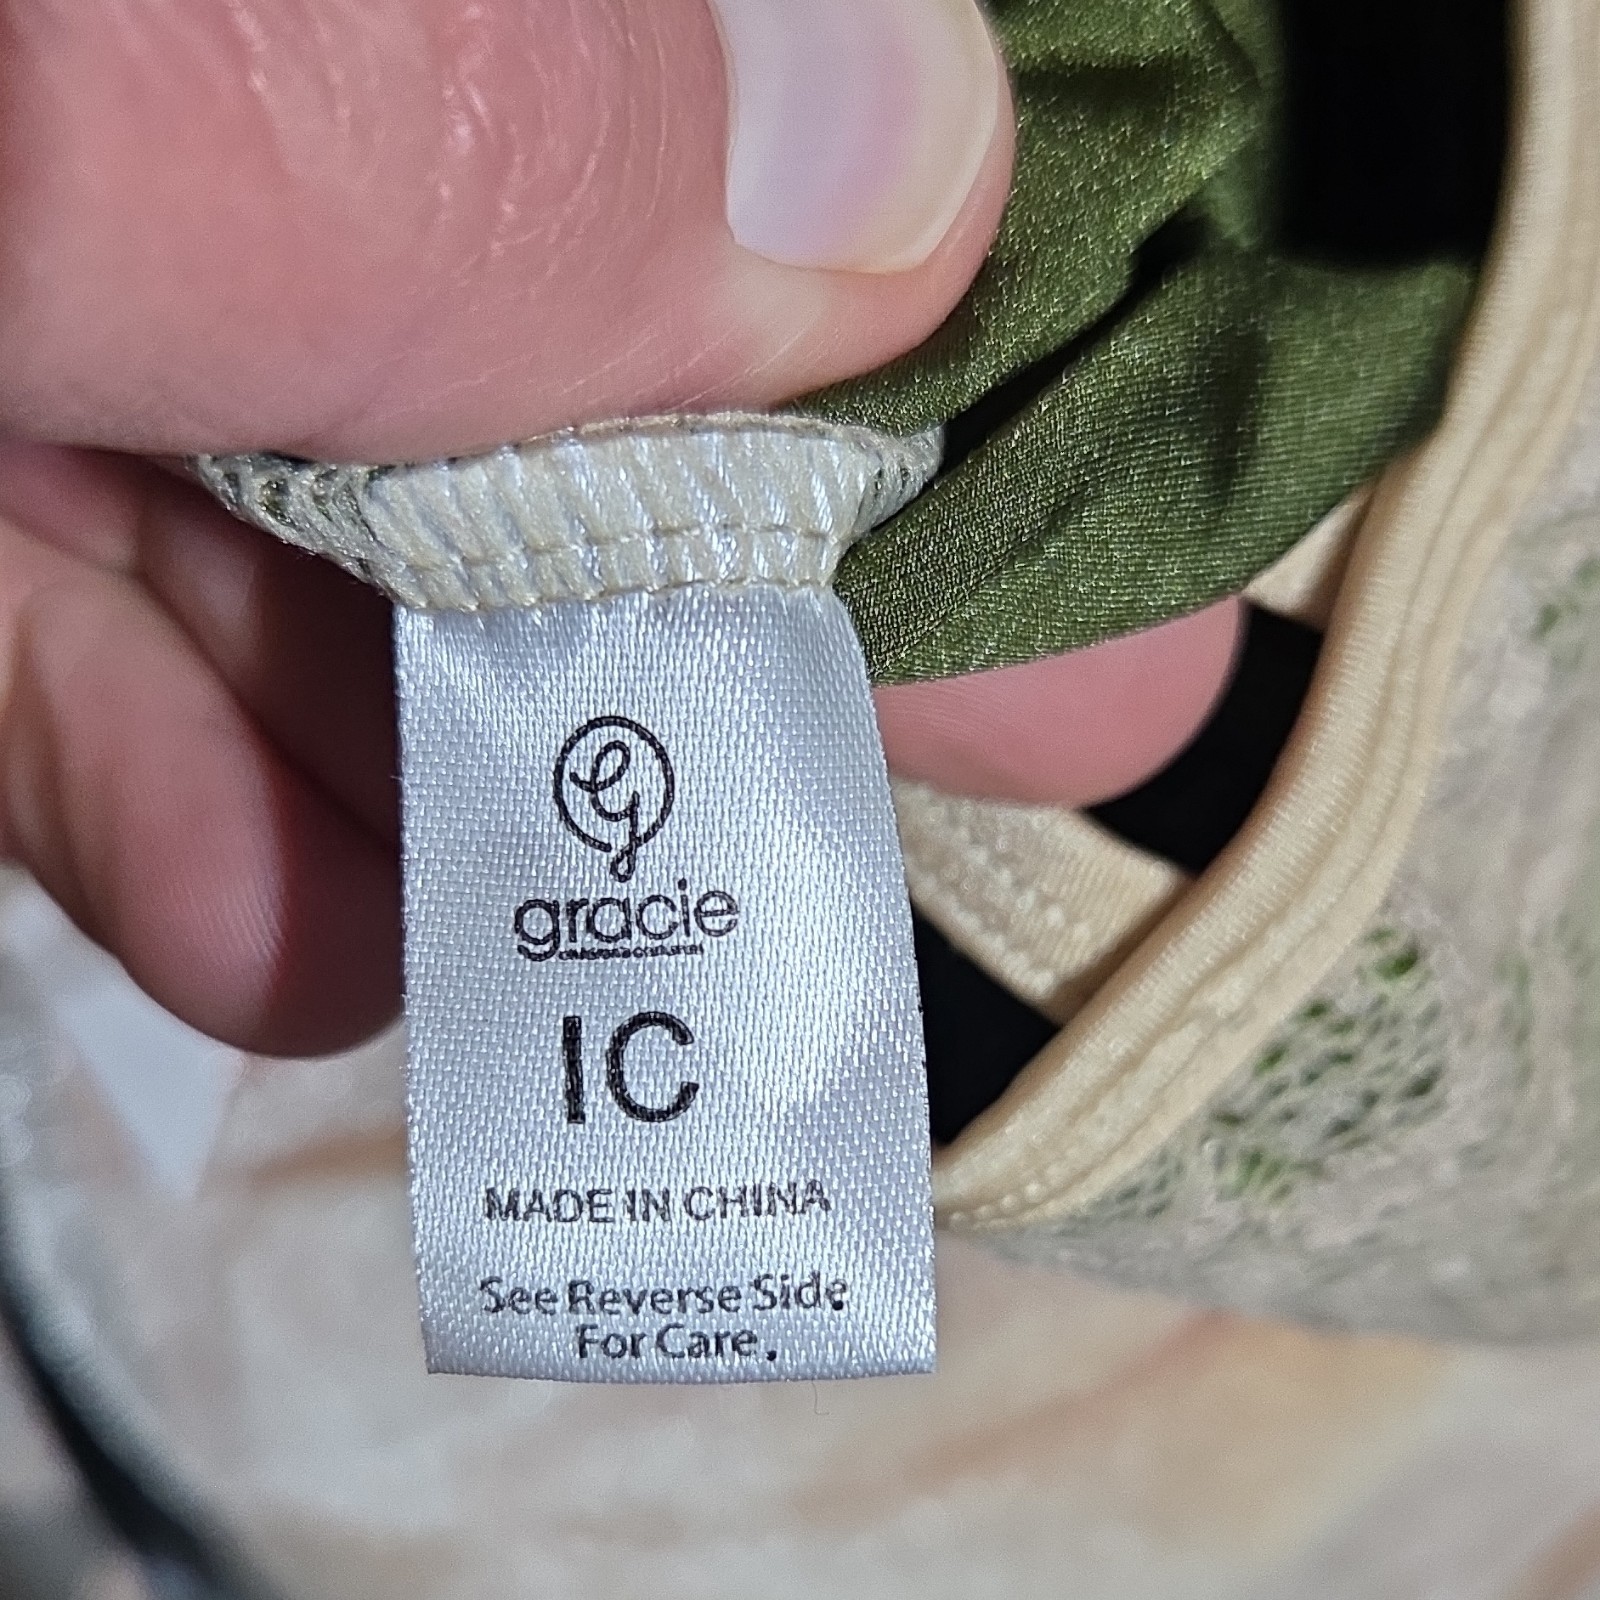 g
gracie
IC
MADE IN CHINA
See Reverse Side
For Care.